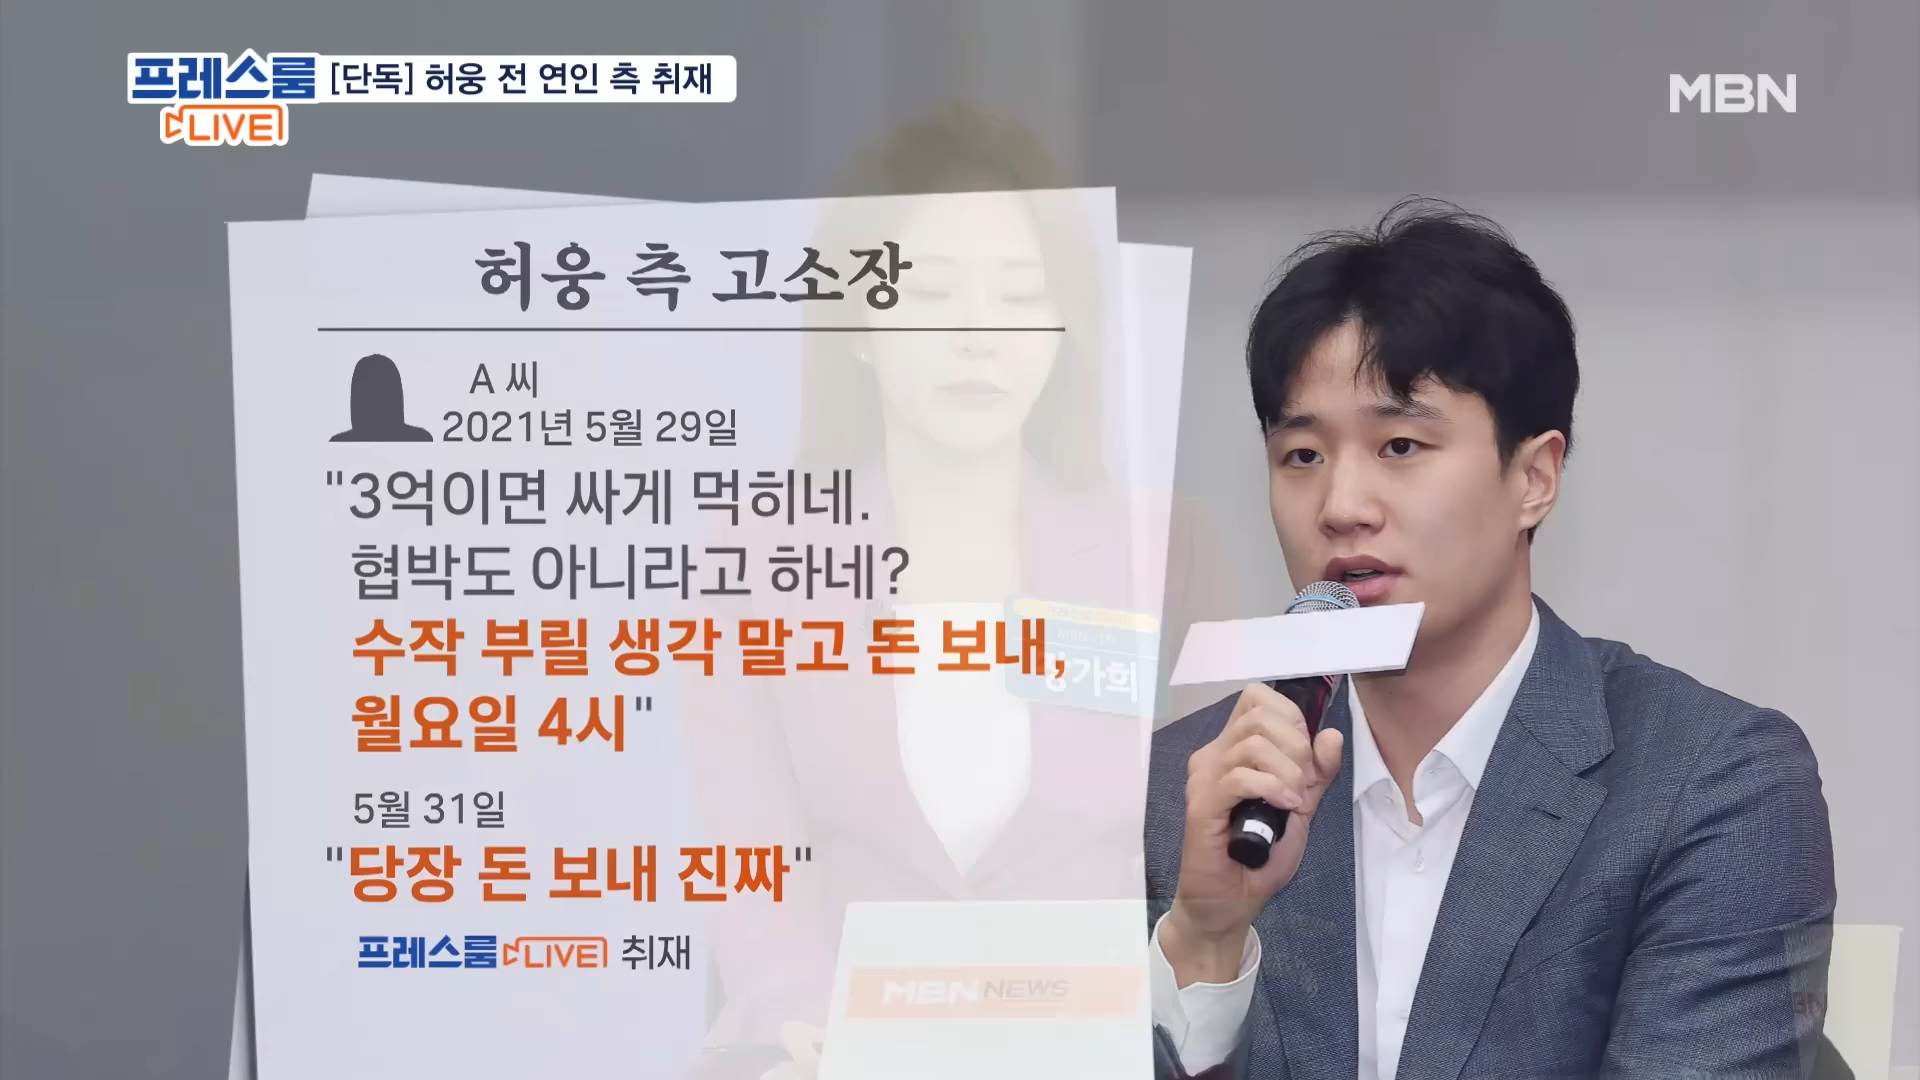 프레스룸 [단독] 허웅 전 연인 측 취재
LIVE
MBN
허웅 측 고소장
A 씨
2021년 5월 29일
"3억이면 싸게 먹히네.
협박도 아니라고 하네?
수작 부릴 생각 말고 돈 보내,
월요일 4시"
5월 31일
"당장 돈 보내 진짜"
프레스룸 LIVE 취재
MBN NEWS